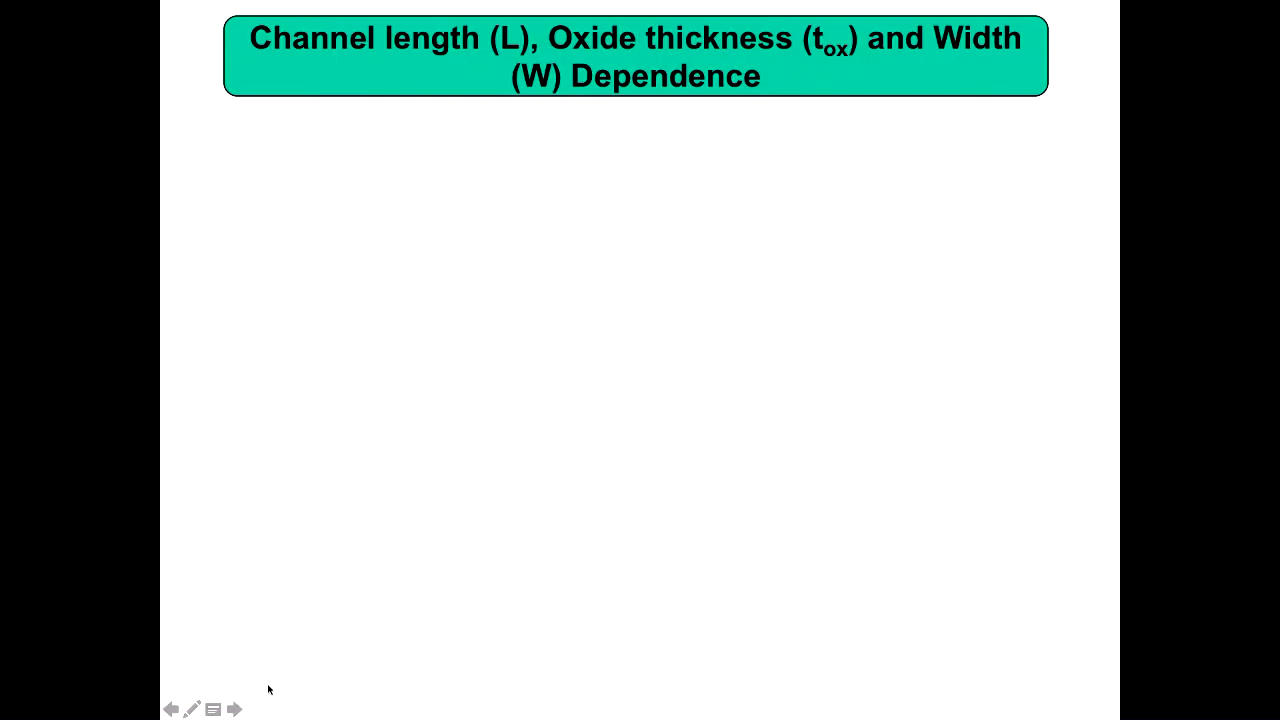 Channel length (L), Oxide thickness (tox) and Width
(W) Dependence